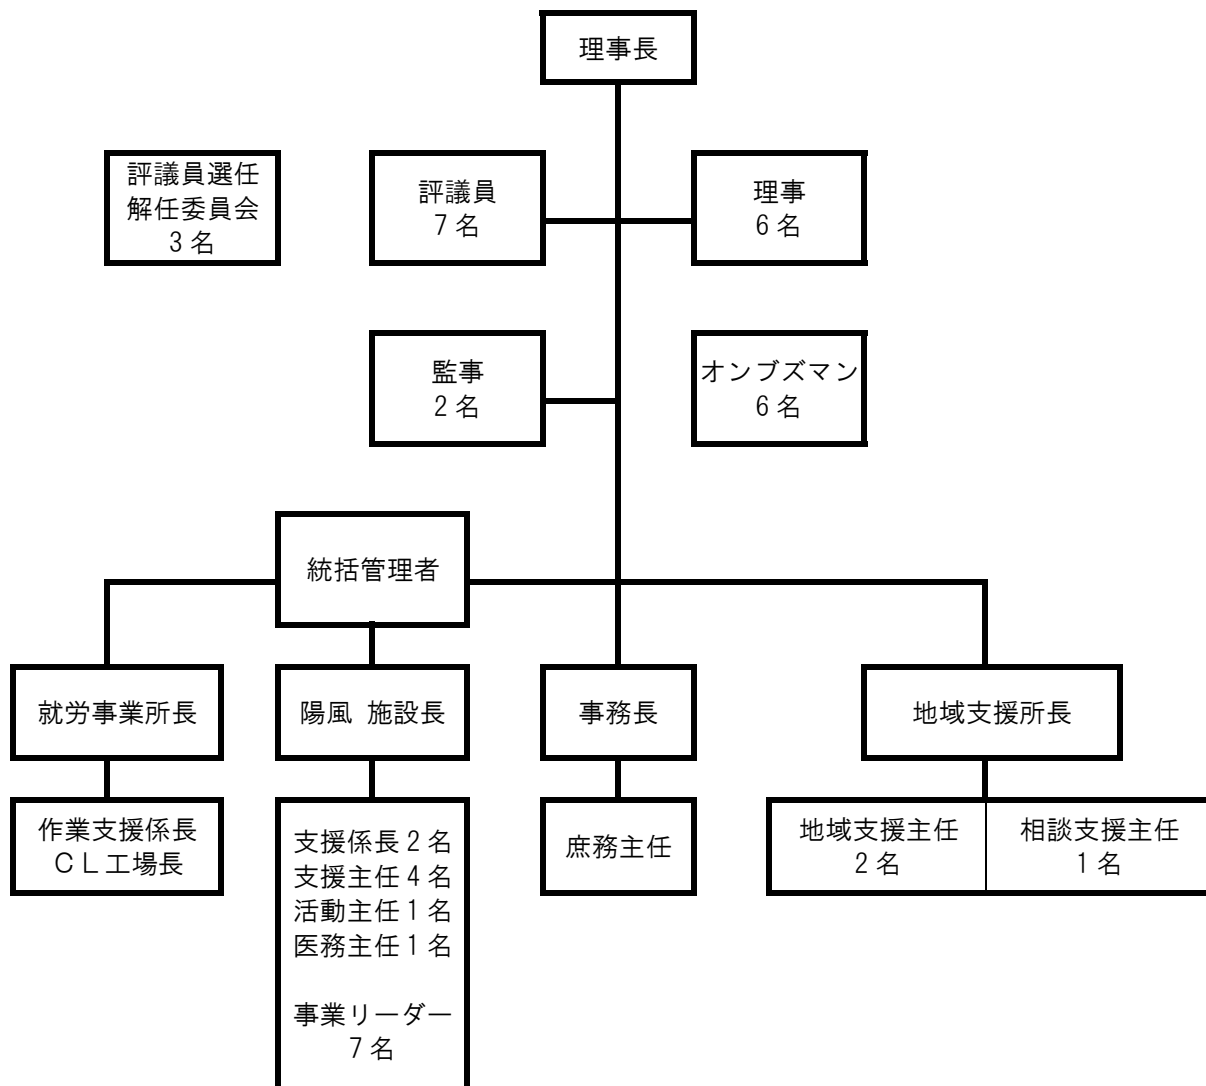 理事長
評議員選任
解任委員会
3名
評議員
7名
理事
6名
監事
2名
オンブズマン
6名
統括管理者
就労事業所長
陽風 施設長
事務長
地域支援所長
作業支援係長
ＣＬ工場長
支援係長2名
支援主任4名
活動主任1名
医務主任1名
事業リーダー
7名
庶務主任
地域支援主任
2名
相談支援主任
1名